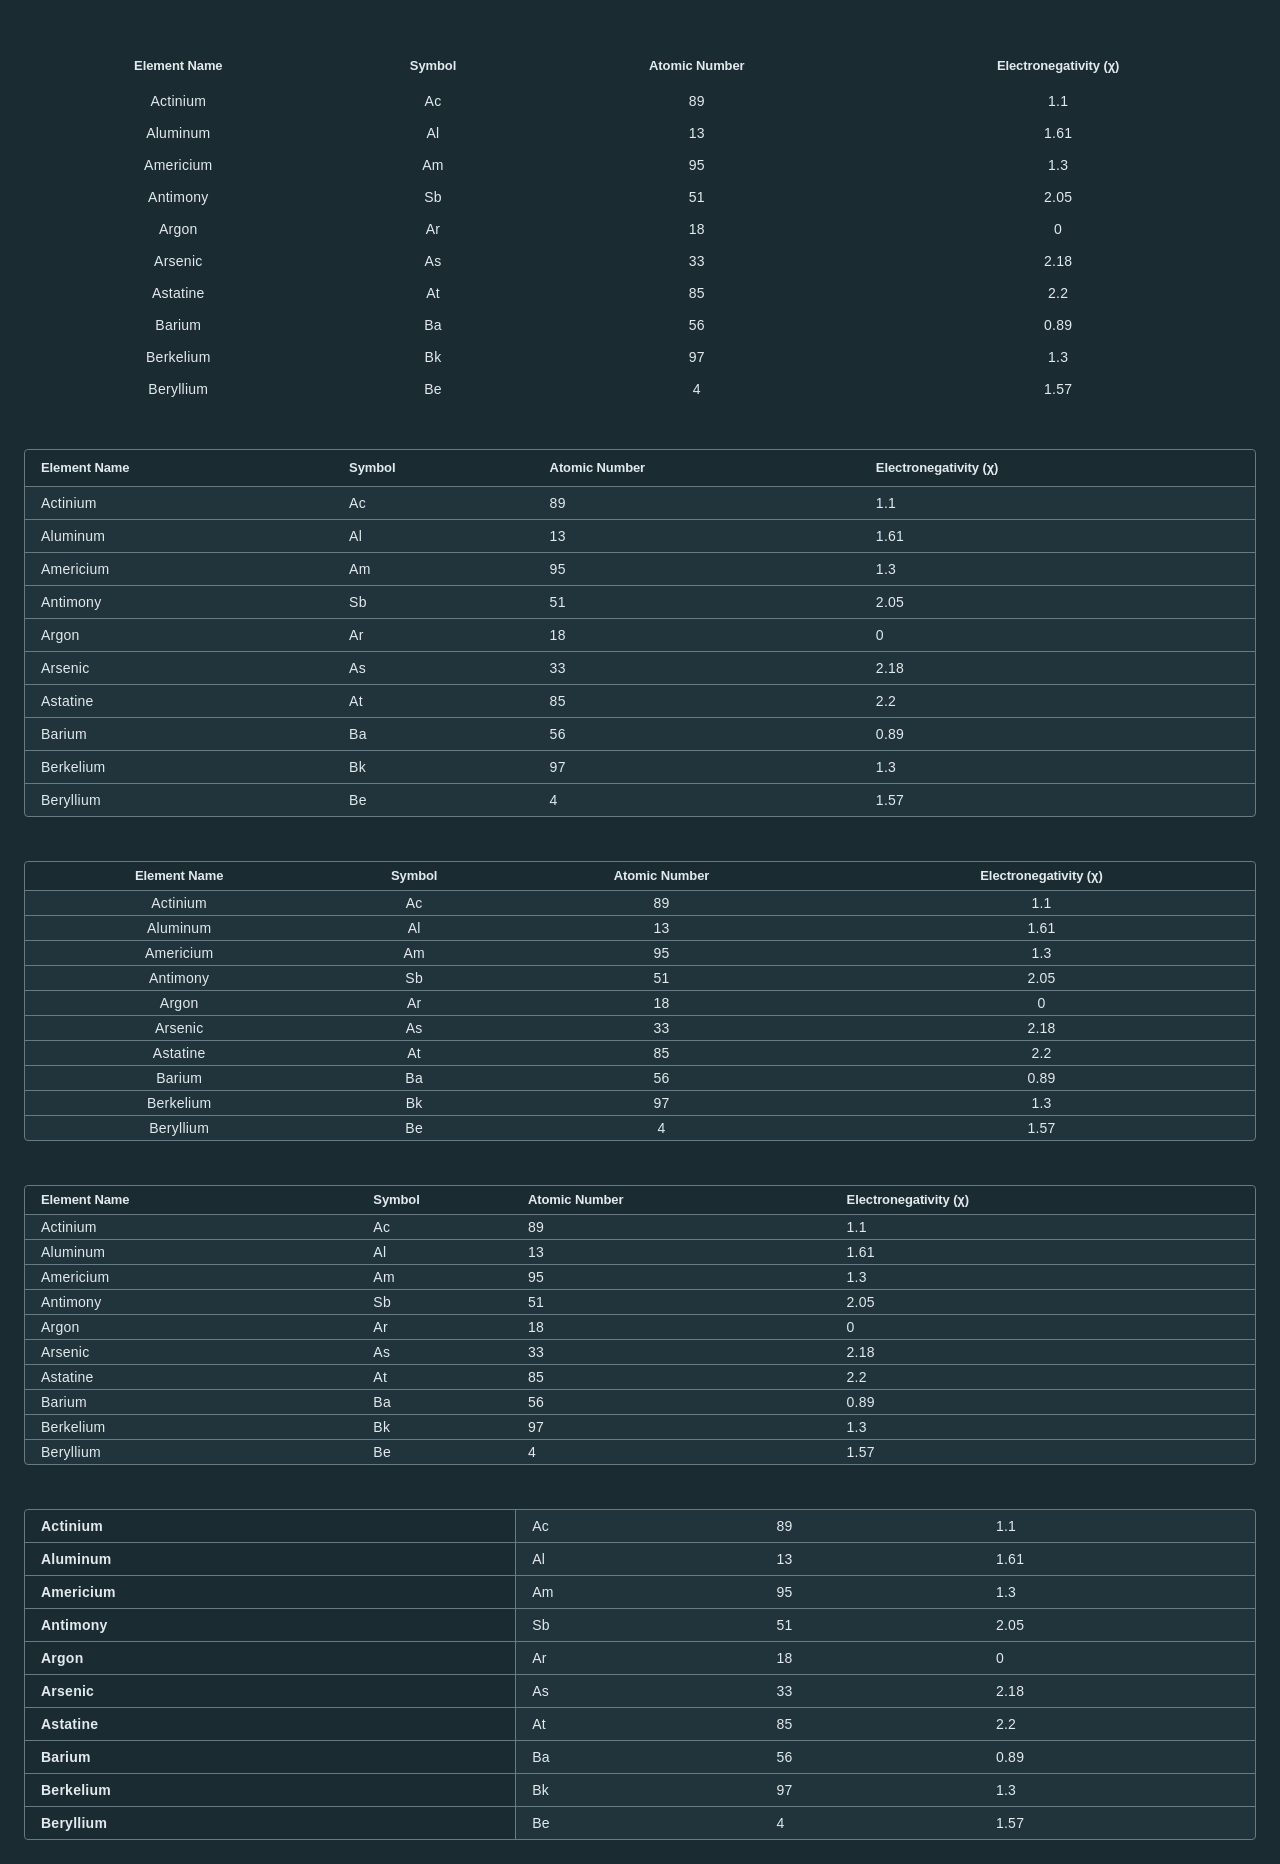 Element Name Symbol Atomic Number Electronegativity (χ)
Actinium Ac 89 1.1
Aluminum Al 13 1.61
Americium Am 95 1.3
Antimony Sb 51 2.05
Argon Ar 18 0
Arsenic As 33 2.18
Astatine At 85 2.2
Barium Ba 56 0.89
Berkelium Bk 97 1.3
Beryllium Be 4 1.57
Element Name Symbol Atomic Number Electronegativity (χ)
Actinium Ac 89 1.1
Aluminum Al 13 1.61
Americium Am 95 1.3
Antimony Sb 51 2.05
Argon Ar 18 0
Arsenic As 33 2.18
Astatine At 85 2.2
Barium Ba 56 0.89
Berkelium Bk 97 1.3
Beryllium Be 4 1.57
Element Name Symbol Atomic Number Electronegativity (χ)
Actinium Ac 89 1.1
Aluminum Al 13 1.61
Americium Am 95 1.3
Antimony Sb 51 2.05
Argon Ar 18 0
Arsenic As 33 2.18
Astatine At 85 2.2
Barium Ba 56 0.89
Berkelium Bk 97 1.3
Beryllium Be 4 1.57
Element Name Symbol Atomic Number Electronegativity (χ)
Actinium Ac 89 1.1
Aluminum Al 13 1.61
Americium Am 95 1.3
Antimony Sb 51 2.05
Argon Ar 18 0
Arsenic As 33 2.18
Astatine At 85 2.2
Barium Ba 56 0.89
Berkelium Bk 97 1.3
Beryllium Be 4 1.57
Actinium Ac 89 1.1
Aluminum Al 13 1.61
Americium Am 95 1.3
Antimony Sb 51 2.05
Argon Ar 18 0
Arsenic As 33 2.18
Astatine At 85 2.2
Barium Ba 56 0.89
Berkelium Bk 97 1.3
Beryllium Be 4 1.57